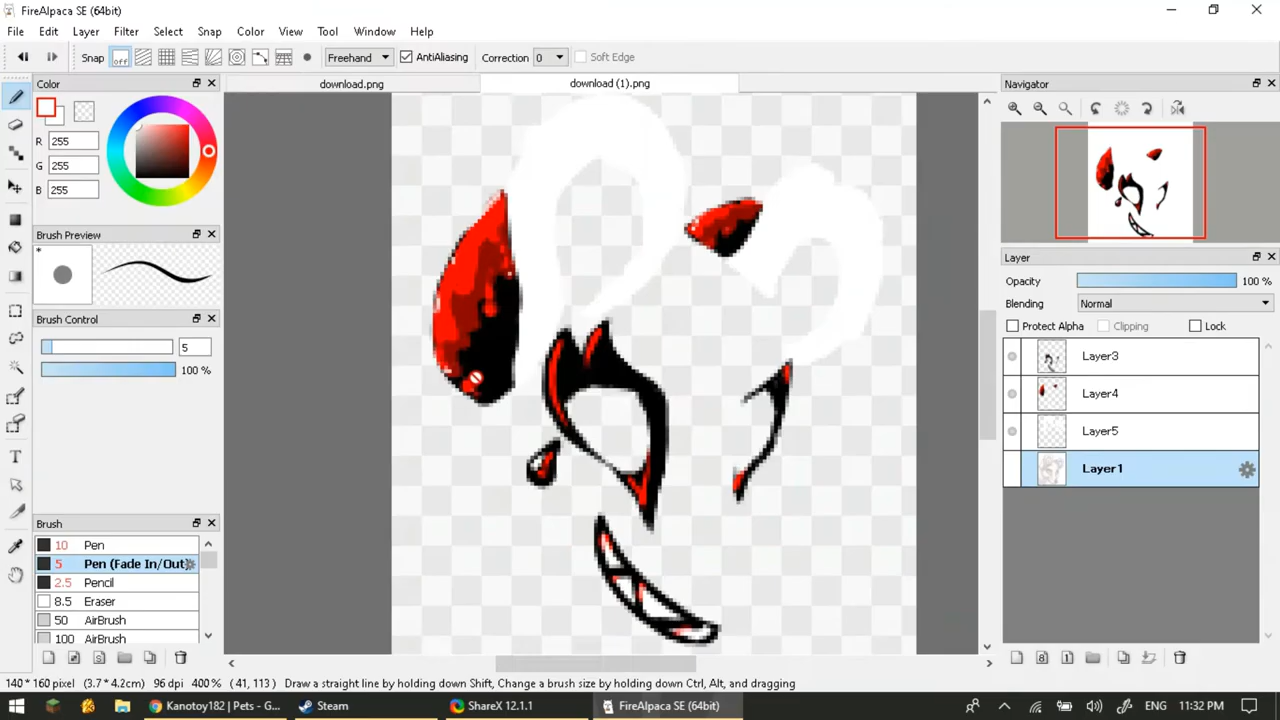 FireAlpaca SE (64bit)
File Edit Layer Filter Select Snap Color View Tool Window Help
Snap off Freehand AntiAliasing Correction 0 Soft Edge
Color
download.png download (1).png
Navigator
R 255
G 255
B 255
Brush Preview
*
Layer
Opacity 100 %
Blending Normal
Protect Alpha Clipping Lock
Brush Control
5
100 %
Layer3
Layer4
Layer5
Layer1
Brush
10 Pen
5 Pen (Fade In/Out
2.5 Pencil
8.5 Eraser
50 AirBrush
100 AirBrush
140 * 160 pixel (3.7 * 4.2cm) 96 dpi 400 % ( 41, 113 ) Draw a straight line by holding down Shift, Change a brush size by holding down Ctrl, Alt, and dragging
Kanotoy182 | Pets - G... Steam ShareX 12.1.1 FireAlpaca SE (64bit) ENG 11:32 PM